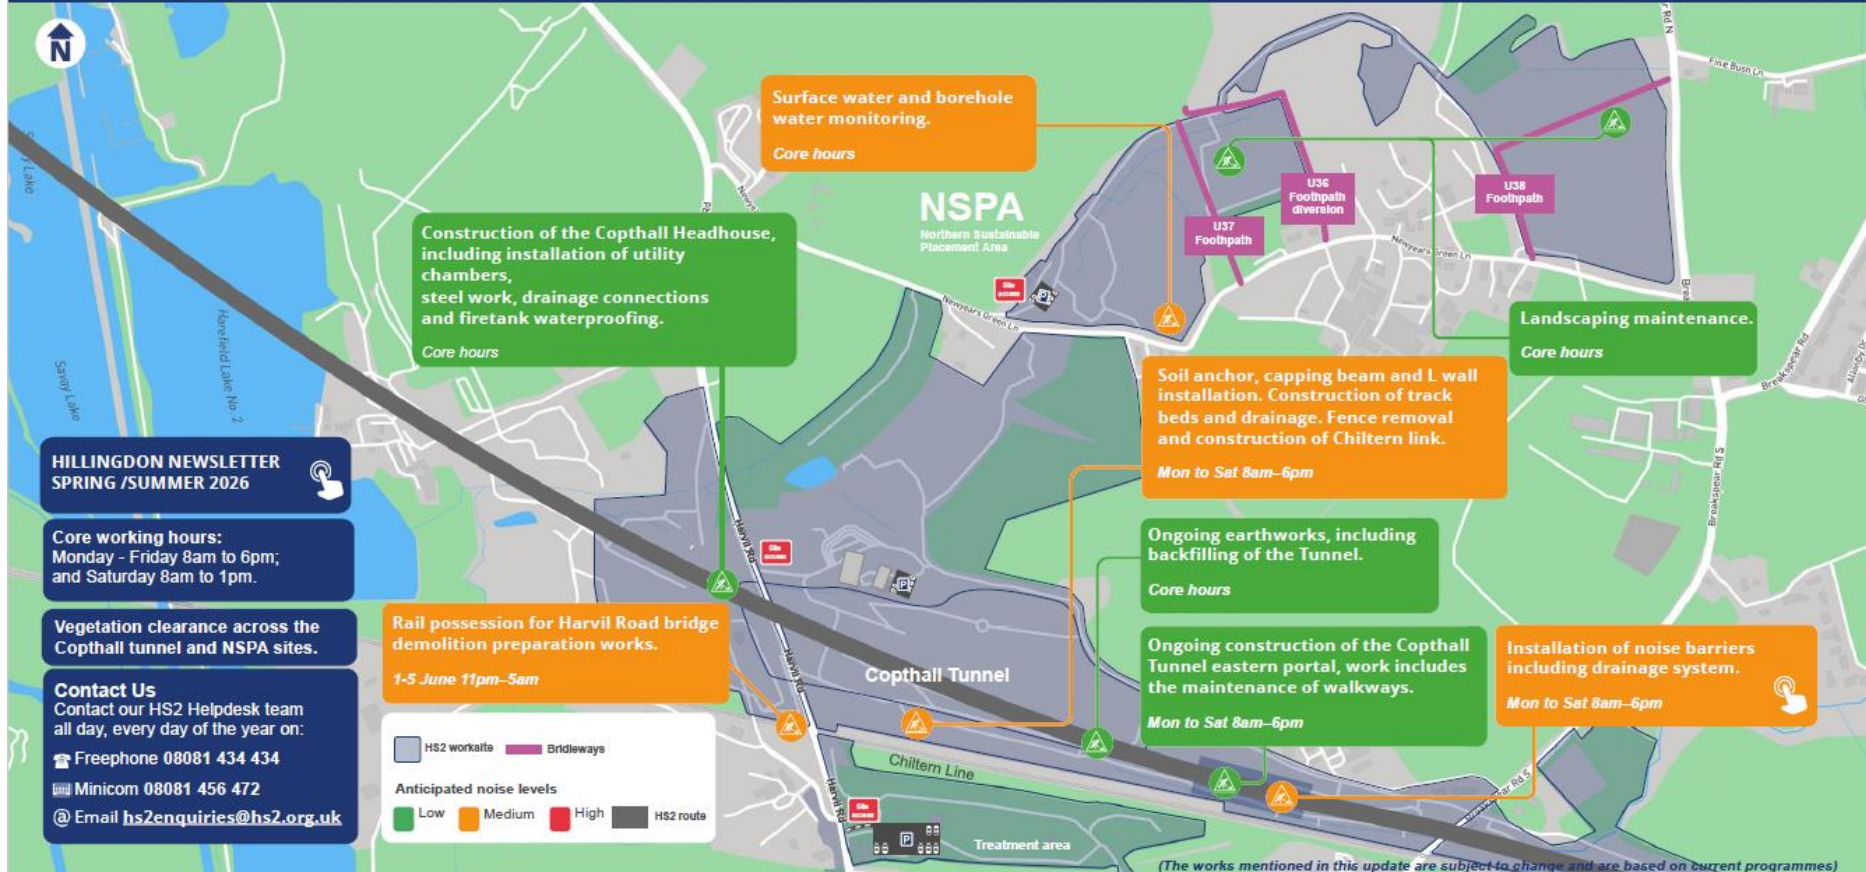 N
Surface water and borehole
water monitoring.
Core hours
NSPA
Northern Sustainable
Placement Area
U37
Footpath
U36
Footpath
diversion
U38
Footpath
Fine Bush Ln
Newyears Green Ln
Newyears Green Ln
Construction of the Copthall Headhouse,
including installation of utility
chambers,
steel work, drainage connections
and firetank waterproofing.
Core hours
Site
access
P
Landscaping maintenance.
Core hours
Breakspear Rd
Breakspear Rd S
Soil anchor, capping beam and L wall
installation. Construction of track
beds and drainage. Fence removal
and construction of Chiltern link.
Mon to Sat 8am–6pm
Savay Lake
Harefield Lake No. 2
HILLINGDON NEWSLETTER
SPRING /SUMMER 2026
Core working hours:
Monday - Friday 8am to 6pm;
and Saturday 8am to 1pm.
Vegetation clearance across the
Copthall tunnel and NSPA sites.
Contact Us
Contact our HS2 Helpdesk team
all day, every day of the year on:
Freephone 08081 434 434
Minicom 08081 456 472
@ Email hs2enquiries@hs2.org.uk
Harvil Rd
Site
access
P
Ongoing earthworks, including
backfilling of the Tunnel.
Core hours
Rail possession for Harvil Road bridge
demolition preparation works.
1-5 June 11pm–5am
Harvil Rd
Copthall Tunnel
Ongoing construction of the Copthall
Tunnel eastern portal, work includes
the maintenance of walkways.
Mon to Sat 8am–6pm
Installation of noise barriers
including drainage system.
Mon to Sat 8am–6pm
HS2 worksite
Bridleways
Anticipated noise levels
Low
Medium
High
HS2 route
Chiltern Line
Harvil Rd
Site
access
P
Treatment area
(The works mentioned in this update are subject to change and are based on current programmes)